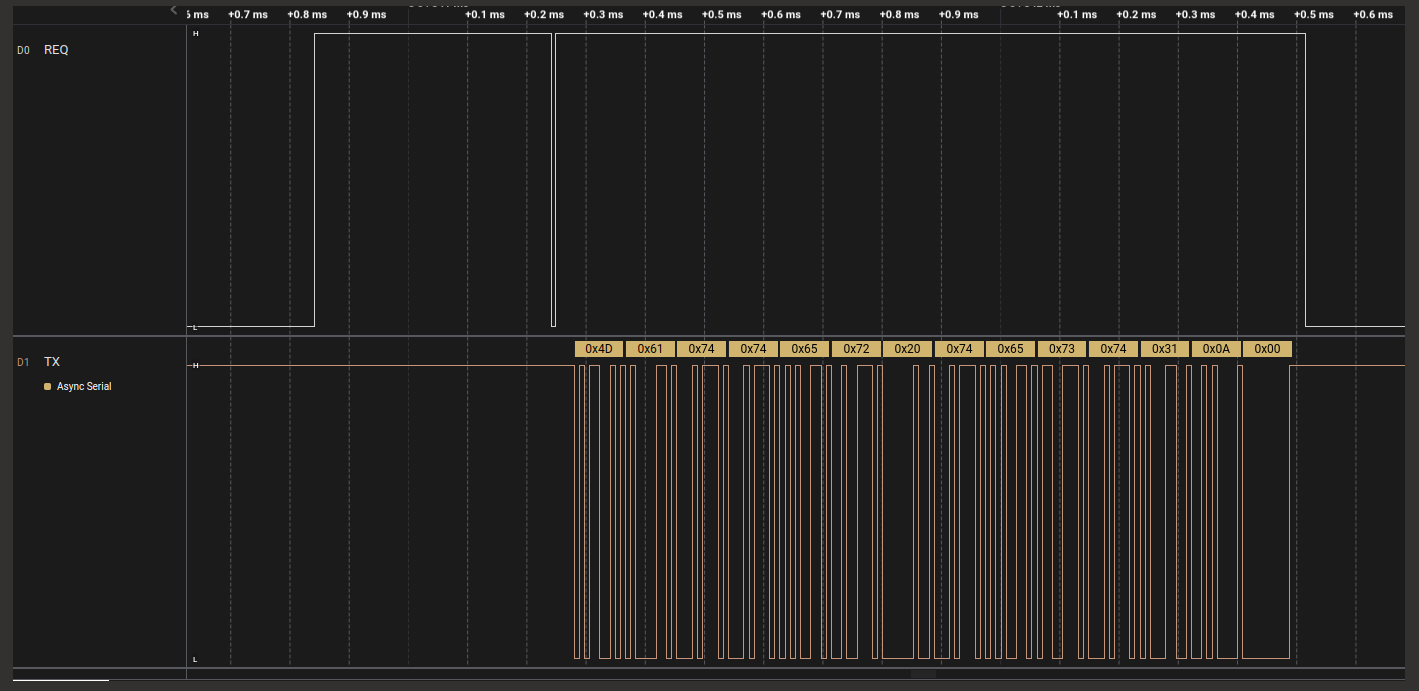 +0.7 ms +0.8 ms +0.9 ms +0.1 ms +0.2 ms +0.3 ms +0.4 ms +0.5 ms +0.6 ms +0.7 ms +0.8 ms +0.9 ms +0.1 ms +0.2 ms +0.3 ms +0.4 ms +0.5 ms +0.6 ms
H
D0 REQ
L
0x4D 0x61 0x74 0x74 0x65 0x72 0x20 0x74 0x65 0x73 0x74 0x31 0x0A 0x00
D1 TX
H
Async Serial
L